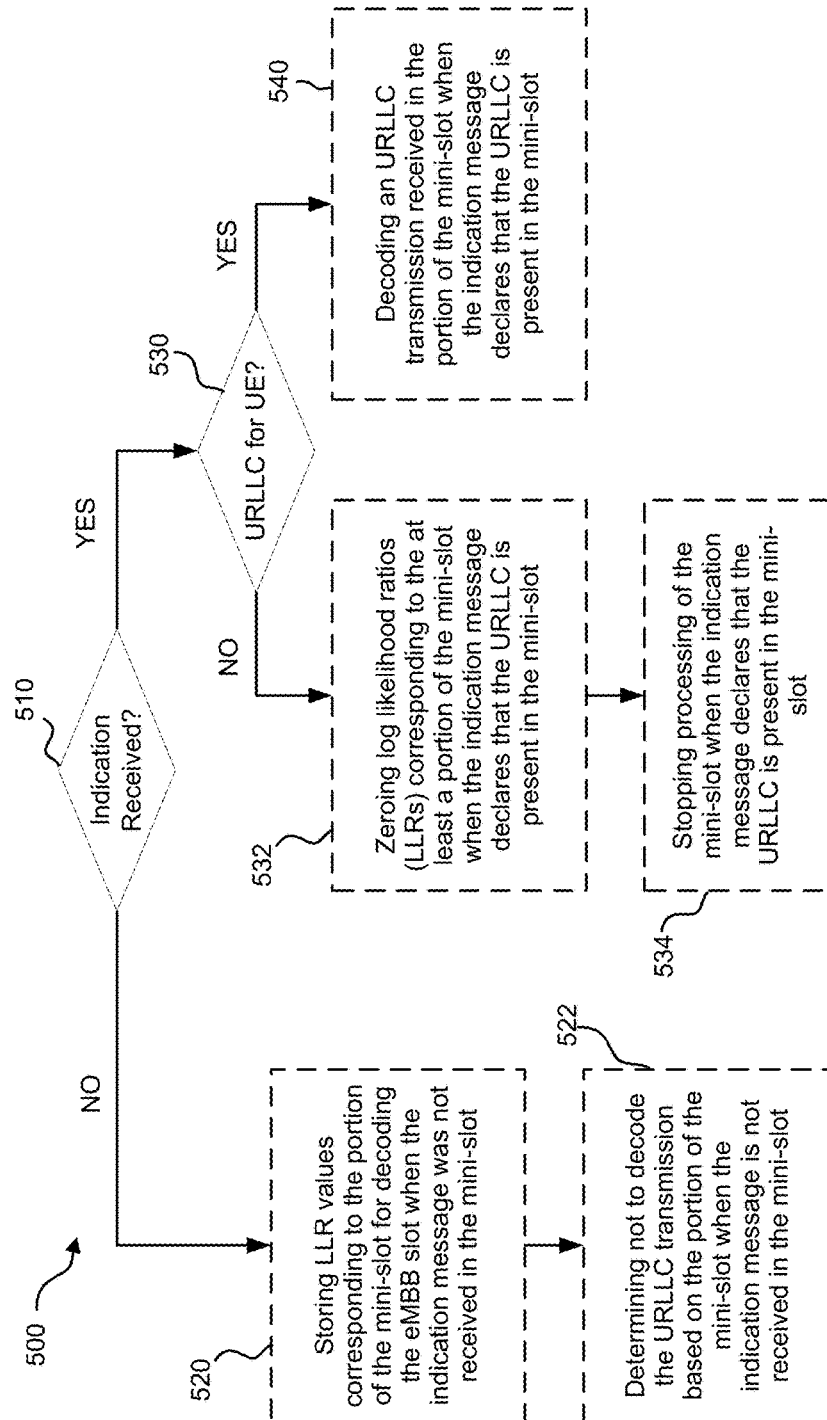 500
510
Indication
Received?
NO
YES
520
Storing LLR values
corresponding to the portion
of the mini-slot for decoding
the eMBB slot when the
indication message was not
received in the mini-slot
522
Determining not to decode
the URLLC transmission
based on the portion of the
mini-slot when the
indication message is not
received in the mini-slot
530
URLLC for UE?
NO
YES
532
Zeroing log likelihood ratios
(LLRs) corresponding to the at
least a portion of the mini-slot
when the indication message
declares that the URLLC is
present in the mini-slot
534
Stopping processing of the
mini-slot when the indication
message declares that the
URLLC is present in the mini-
slot
540
Decoding an URLLC
transmission received in the
portion of the mini-slot when
the indication message
declares that the URLLC is
present in the mini-slot